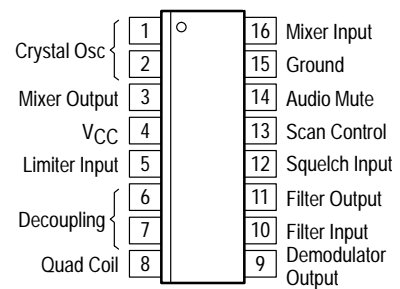 Crystal Osc
1
2
Mixer Output 3
VCC 4
Limiter Input 5
Decoupling
6
7
Quad Coil 8
16 Mixer Input
15 Ground
14 Audio Mute
13 Scan Control
12 Squelch Input
11 Filter Output
10 Filter Input
9 Demodulator
Output